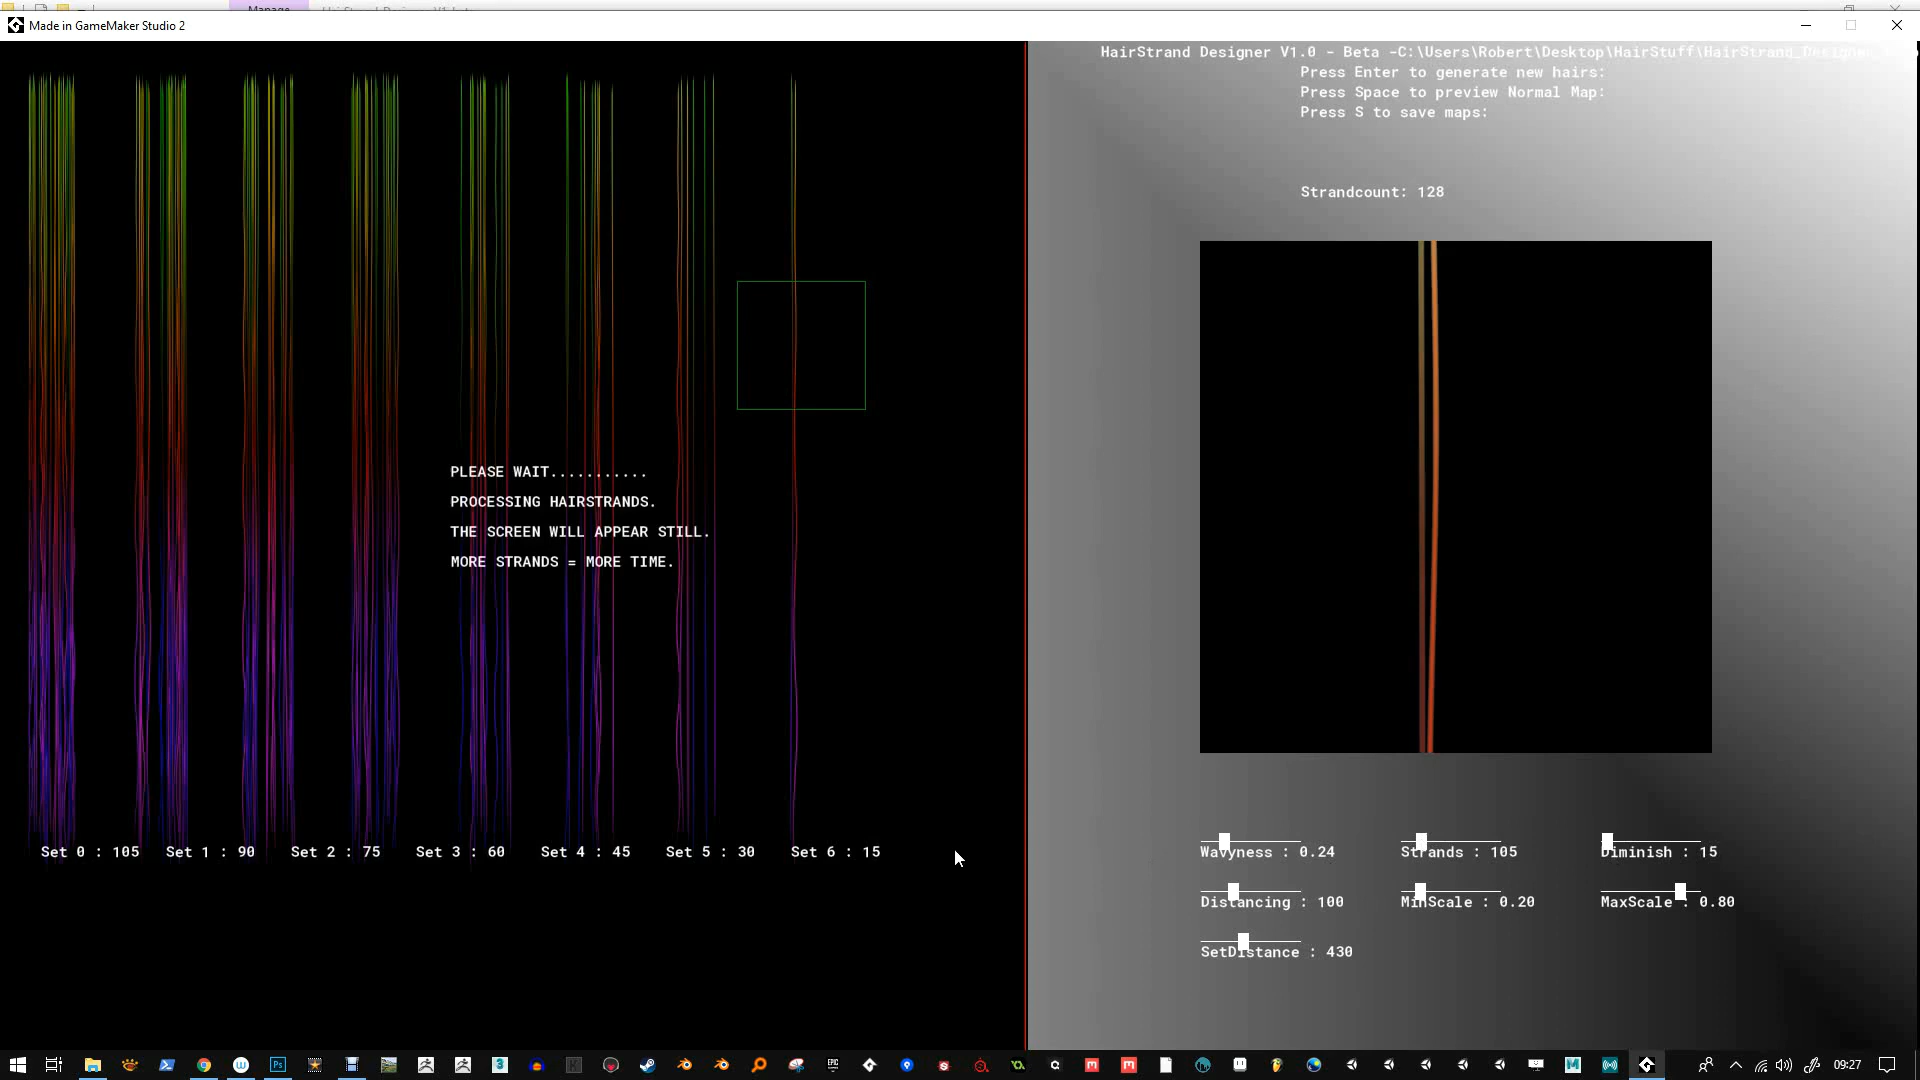 Manage
Made in GameMaker Studio 2
HairStrand Designer V1.0 - Beta -C:\Users\Robert\Desktop\HairStuff\HairStrand_Designer_
Press Enter to generate new hairs:
Press Space to preview Normal Map:
Press S to save maps:
Strandcount: 128
PLEASE WAIT...........
PROCESSING HAIRSTRANDS.
THE SCREEN WILL APPEAR STILL.
MORE STRANDS = MORE TIME.
Set 0 : 105 Set 1 : 90 Set 2 : 75 Set 3 : 60 Set 4 : 45 Set 5 : 30 Set 6 : 15
Wavyness : 0.24 Strands : 105 Diminish : 15
Distancing : 100 MinScale : 0.20 MaxScale : 0.80
SetDistance : 430
09:27